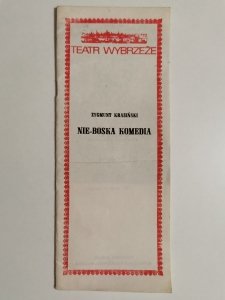 TEATR WYBRZEŻE
ZYGMUNT KRASIŃSKI
NIE-BOSKA KOMEDIA